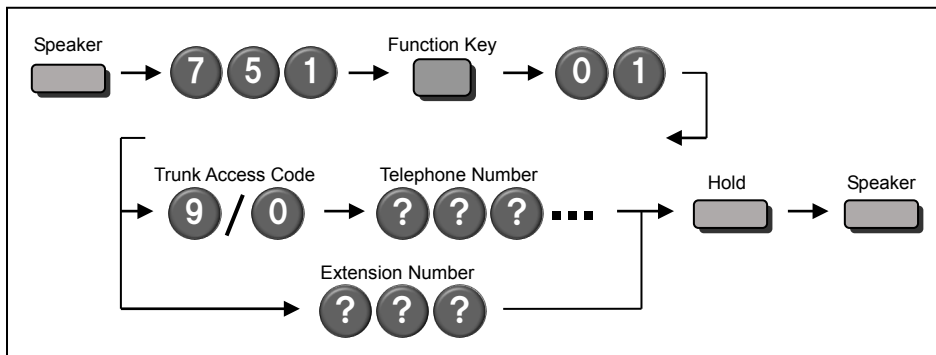 Speaker
Function Key
7 5 1
0 1
Trunk Access Code
Telephone Number
Hold
Speaker
9 / 0
? ? ? ...
Extension Number
? ? ?